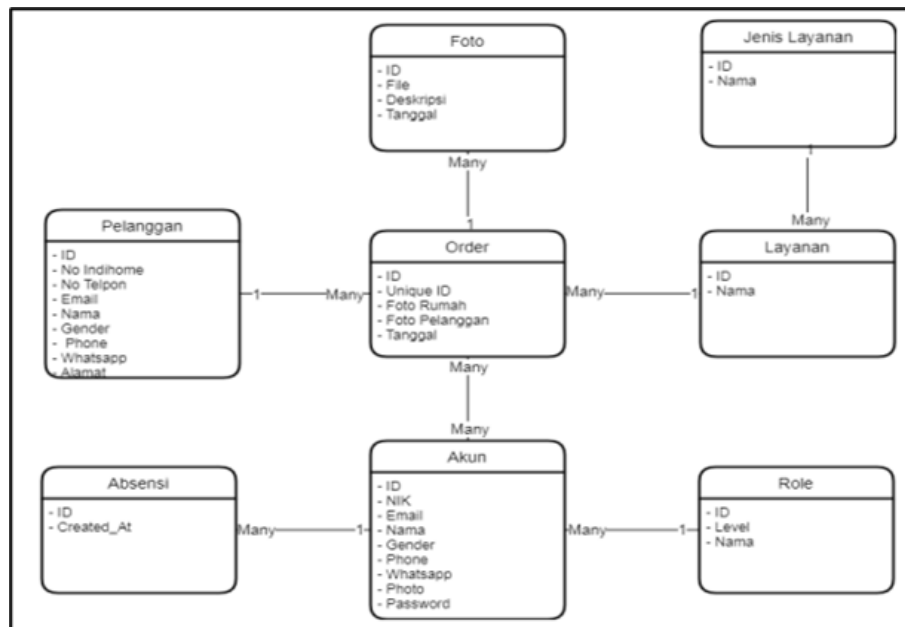 Foto
- ID
- File
- Deskripsi
- Tanggal
Many
1
Jenis Layanan
- ID
- Nama
1
Many
Pelanggan
- ID
- No Indihome
- No Telpon
- Email
- Nama
- Gender
- Phone
- Whatsapp
- Alamat
1
Many
Order
- ID
- Unique ID
- Foto Rumah
- Foto Pelanggan
- Tanggal
Many
1
Layanan
- ID
- Nama
Many
Many
Absensi
- ID
- Created_At
Many
1
Akun
- ID
- NIK
- Email
- Nama
- Gender
- Phone
- Whatsapp
- Photo
- Password
Many
1
Role
- ID
- Level
- Nama